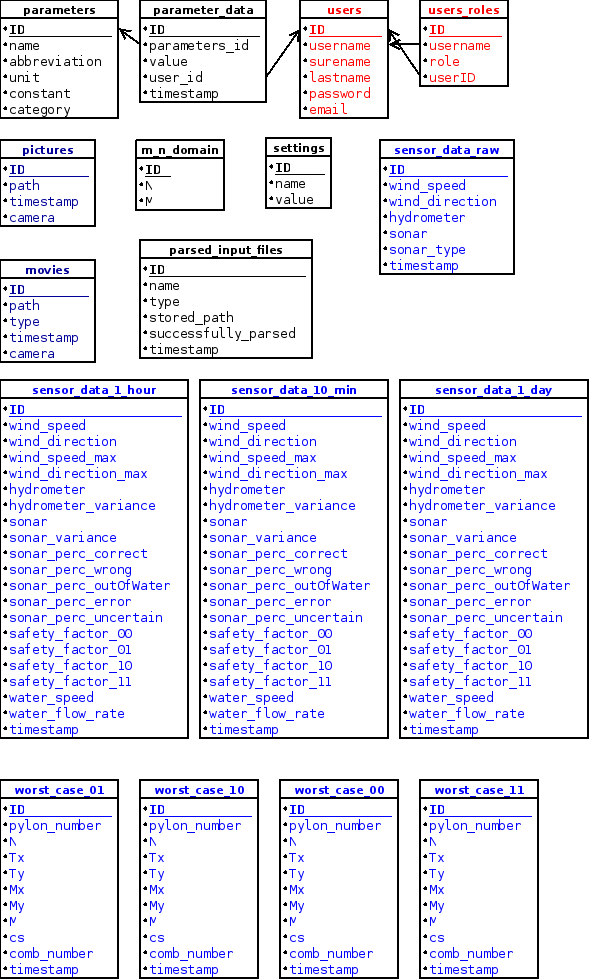 parameters
ID
name
abbreviation
unit
constant
category
parameter_data
ID
parameters_id
value
user_id
timestamp
users
ID
username
surename
lastname
password
email
users_roles
ID
username
role
userID
pictures
ID
path
timestamp
camera
m_n_domain
ID
N
M
settings
ID
name
value
sensor_data_raw
ID
wind_speed
wind_direction
hydrometer
sonar
sonar_type
timestamp
movies
ID
path
type
timestamp
camera
parsed_input_files
ID
name
type
stored_path
successfully_parsed
timestamp
sensor_data_1_hour
ID
wind_speed
wind_direction
wind_speed_max
wind_direction_max
hydrometer
hydrometer_variance
sonar
sonar_variance
sonar_perc_correct
sonar_perc_wrong
sonar_perc_outOfWater
sonar_perc_error
sonar_perc_uncertain
safety_factor_00
safety_factor_01
safety_factor_10
safety_factor_11
water_speed
water_flow_rate
timestamp
sensor_data_10_min
ID
wind_speed
wind_direction
wind_speed_max
wind_direction_max
hydrometer
hydrometer_variance
sonar
sonar_variance
sonar_perc_correct
sonar_perc_wrong
sonar_perc_outOfWater
sonar_perc_error
sonar_perc_uncertain
safety_factor_00
safety_factor_01
safety_factor_10
safety_factor_11
water_speed
water_flow_rate
timestamp
sensor_data_1_day
ID
wind_speed
wind_direction
wind_speed_max
wind_direction_max
hydrometer
hydrometer_variance
sonar
sonar_variance
sonar_perc_correct
sonar_perc_wrong
sonar_perc_outOfWater
sonar_perc_error
sonar_perc_uncertain
safety_factor_00
safety_factor_01
safety_factor_10
safety_factor_11
water_speed
water_flow_rate
timestamp
worst_case_01
ID
pylon_number
N
Tx
Ty
Mx
My
M
cs
comb_number
timestamp
worst_case_10
ID
pylon_number
N
Tx
Ty
Mx
My
M
cs
comb_number
timestamp
worst_case_00
ID
pylon_number
N
Tx
Ty
Mx
My
M
cs
comb_number
timestamp
worst_case_11
ID
pylon_number
N
Tx
Ty
Mx
My
M
cs
comb_number
timestamp